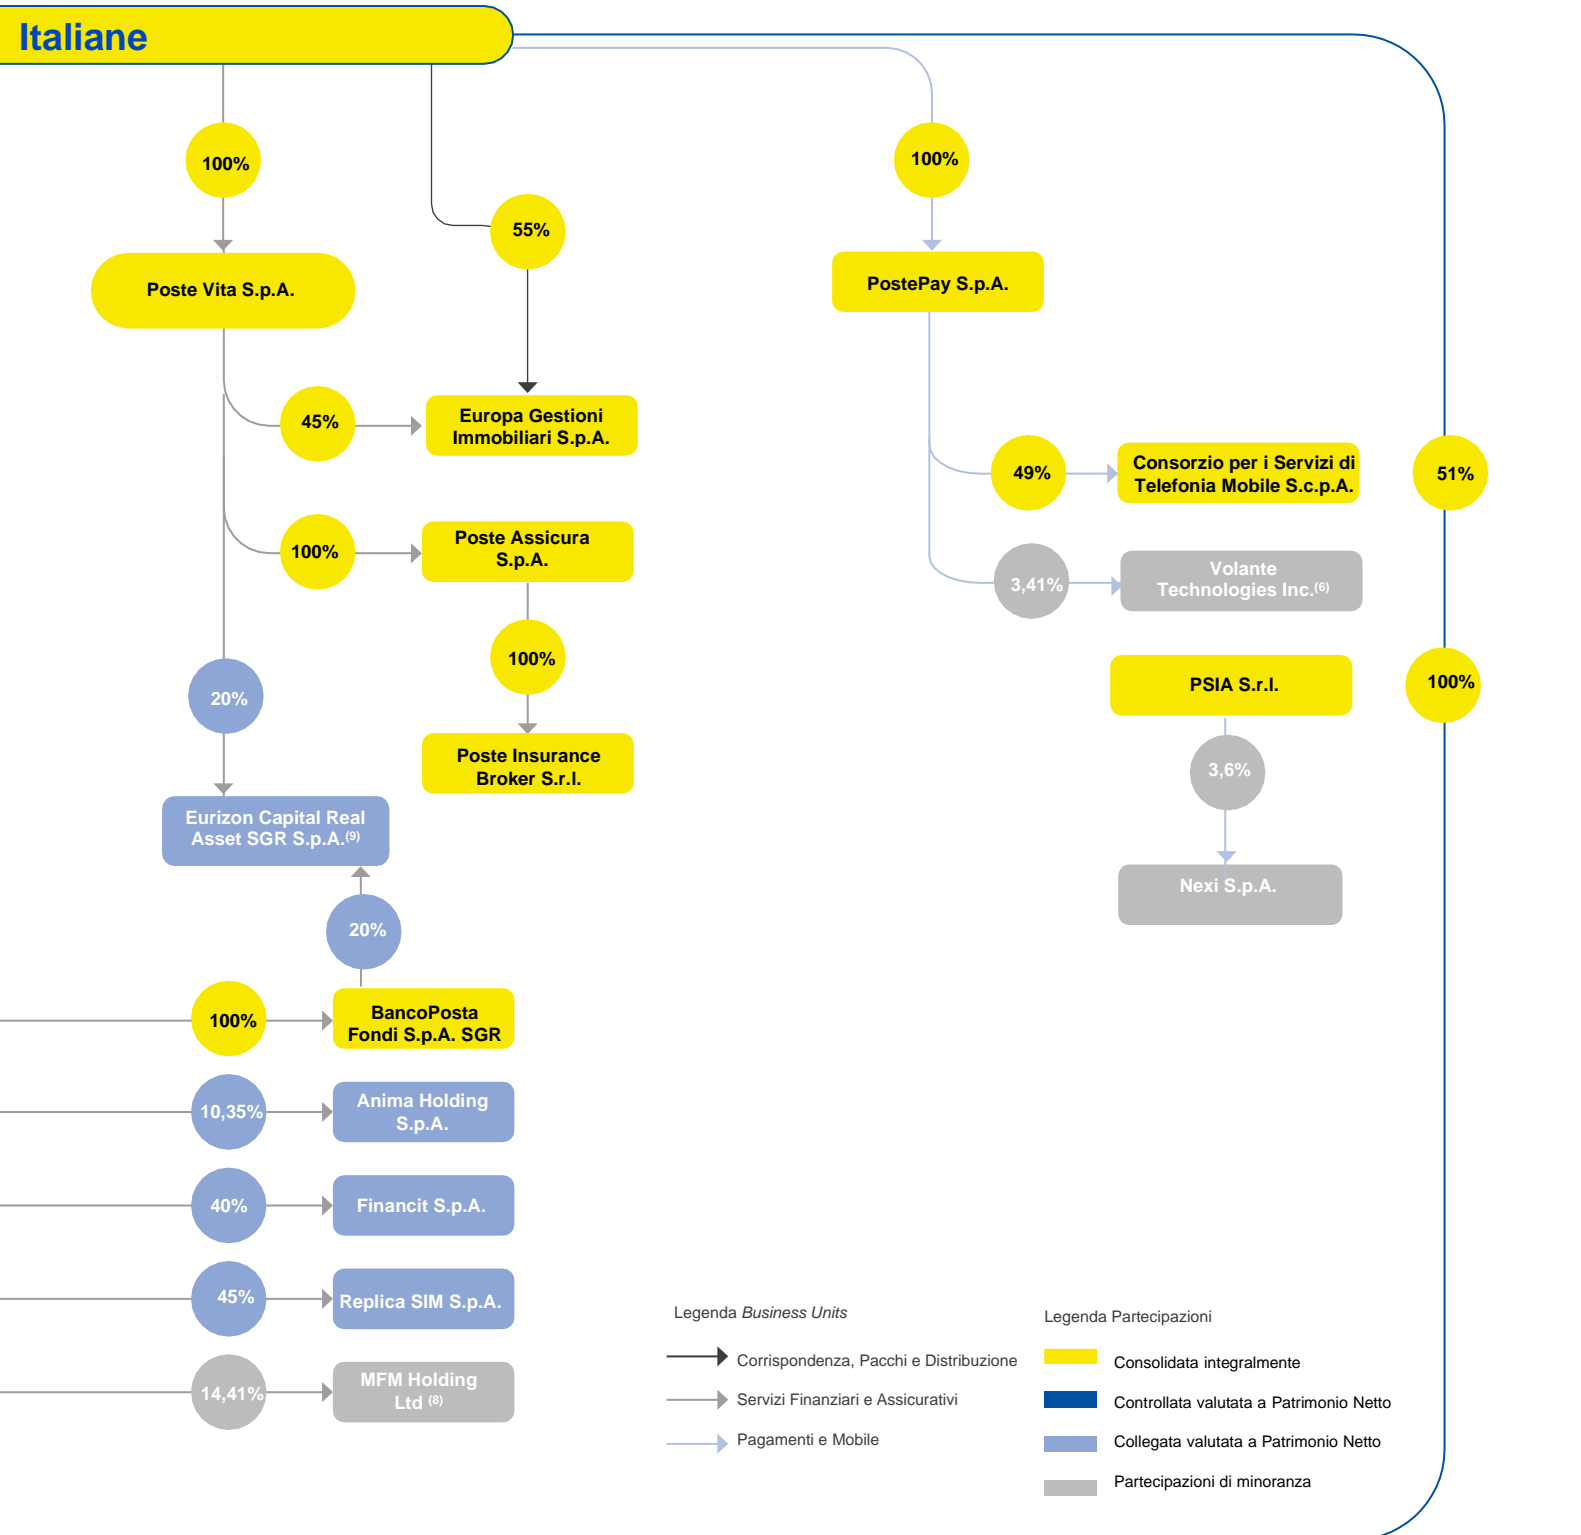 Italiane
100%
100%
55%
Poste Vita S.p.A.
PostePay S.p.A.
45%
Europa Gestioni
Immobiliari S.p.A.
49%
Consorzio per i Servizi di
Telefonia Mobile S.c.p.A.
51%
100%
Poste Assicura
S.p.A.
3,41%
Volante
Technologies Inc.(6)
100%
PSIA S.r.l.
100%
20%
Poste Insurance
Broker S.r.l.
3,6%
Eurizon Capital Real
Asset SGR S.p.A.(9)
Nexi S.p.A.
20%
100%
BancoPosta
Fondi S.p.A. SGR
10,35%
Anima Holding
S.p.A.
40%
Financit S.p.A.
45%
Replica SIM S.p.A.
14,41%
MFM Holding
Ltd (8)
Legenda Business Units
Corrispondenza, Pacchi e Distribuzione
Servizi Finanziari e Assicurativi
Pagamenti e Mobile
Legenda Partecipazioni
Consolidata integralmente
Controllata valutata a Patrimonio Netto
Collegata valutata a Patrimonio Netto
Partecipazioni di minoranza